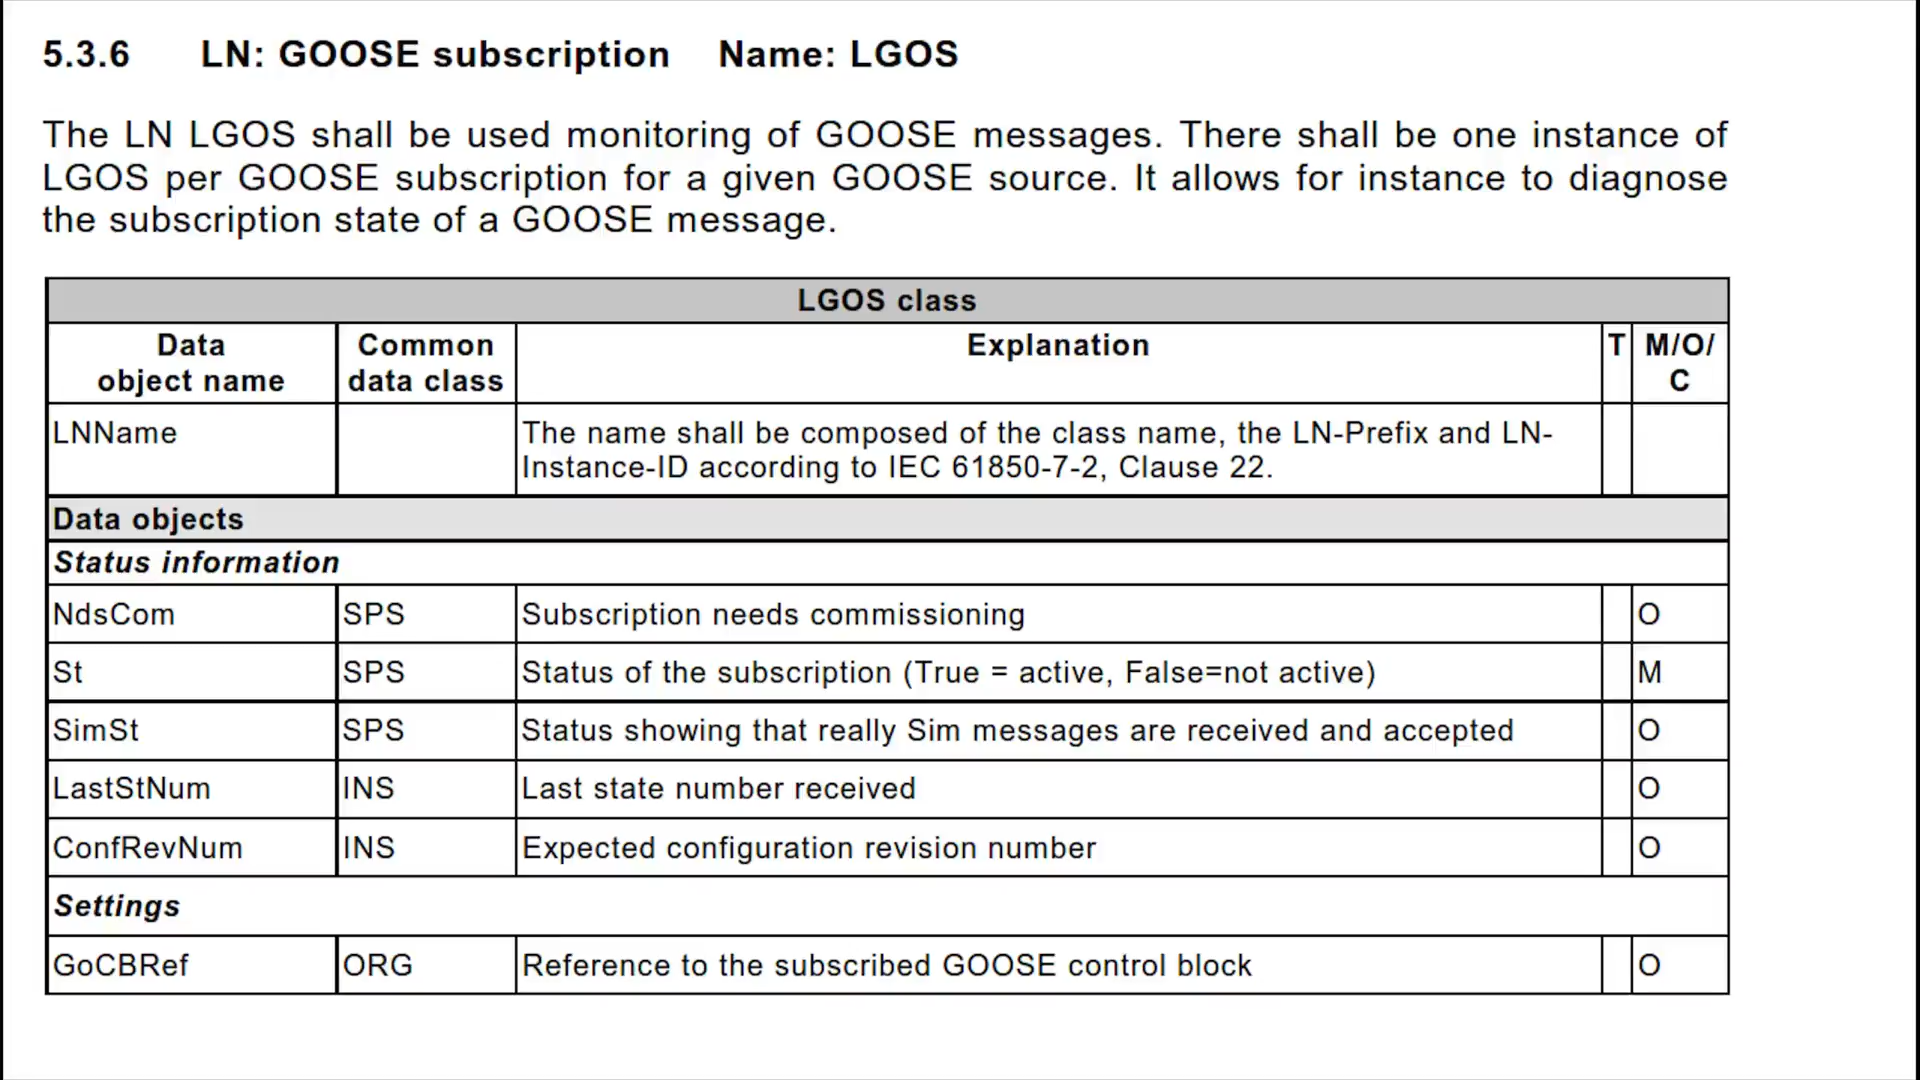 5.3.6 LN: GOOSE subscription Name: LGOS
The LN LGOS shall be used monitoring of GOOSE messages. There shall be one instance of
LGOS per GOOSE subscription for a given GOOSE source. It allows for instance to diagnose
the subscription state of a GOOSE message.
LGOS class
Data object name Common data class Explanation T M/O/C
LNName The name shall be composed of the class name, the LN-Prefix and LN-
Instance-ID according to IEC 61850-7-2, Clause 22.
Data objects
Status information
NdsCom SPS Subscription needs commissioning O
St SPS Status of the subscription (True = active, False=not active) M
SimSt SPS Status showing that really Sim messages are received and accepted O
LastStNum INS Last state number received O
ConfRevNum INS Expected configuration revision number O
Settings
GoCBRef ORG Reference to the subscribed GOOSE control block O